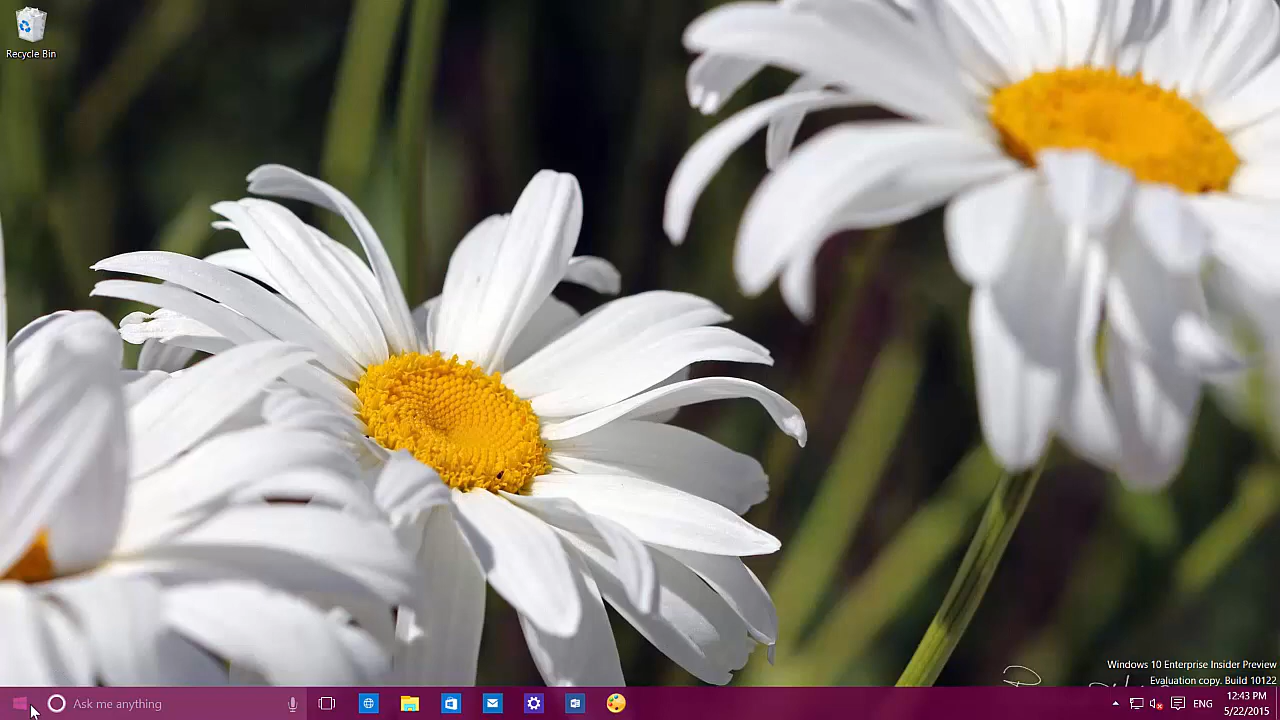 Recycle Bin
Windows 10 Enterprise Insider Preview
Evaluation copy. Build 10122
Ask me anything
ENG
12:43 PM
5/22/2015